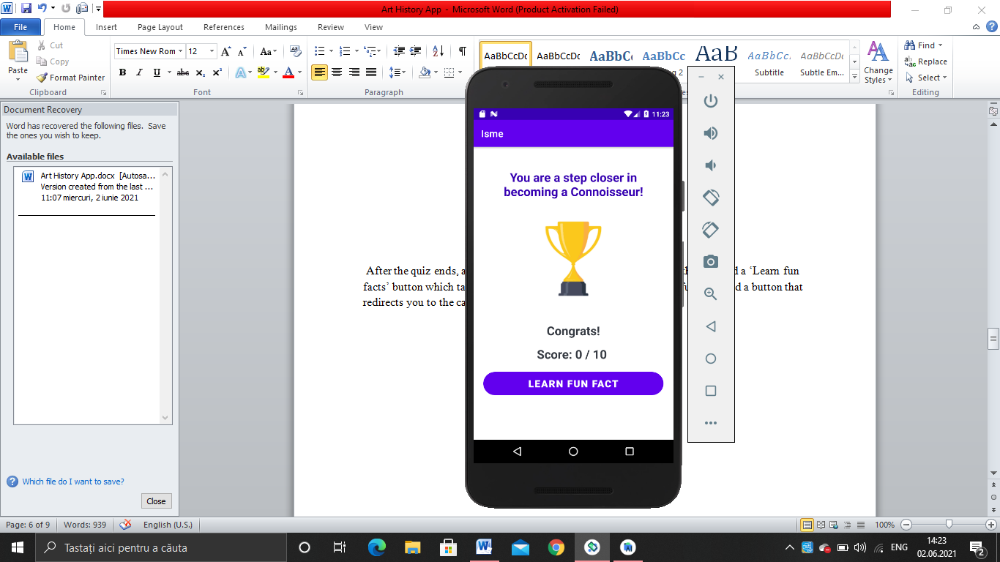 Art History App - Microsoft Word (Product Activation Failed)
File Home Insert Page Layout References Mailings Review View
Paste
Cut
Copy
Format Painter
Clipboard
Times New Rom 12
Font
Paragraph
AaBbCcDc AaBbCcDc AaBbC AaBbCc AaB AaBbCc. AaBbCcDc
2 Subtitle Subtle Em...
Change
Styles
Find
Replace
Select
Editing
Document Recovery
Word has recovered the following files. Save
the ones you wish to keep.
Available files
Art History App.docx [Autosa...
Version created from the last ...
11:07 miercuri, 2 iunie 2021
Which file do I want to save?
Close
After the quiz ends, a d a ‘Learn fun
facts’ button which ta d a button that
redirects you to the ca
11:23
Isme
You are a step closer in
becoming a Connoisseur!
Congrats!
Score: 0 / 10
LEARN FUN FACT
Page: 6 of 9 Words: 939 English (U.S.) 100%
Tastați aici pentru a căuta
ENG
14:23
02.06.2021
2